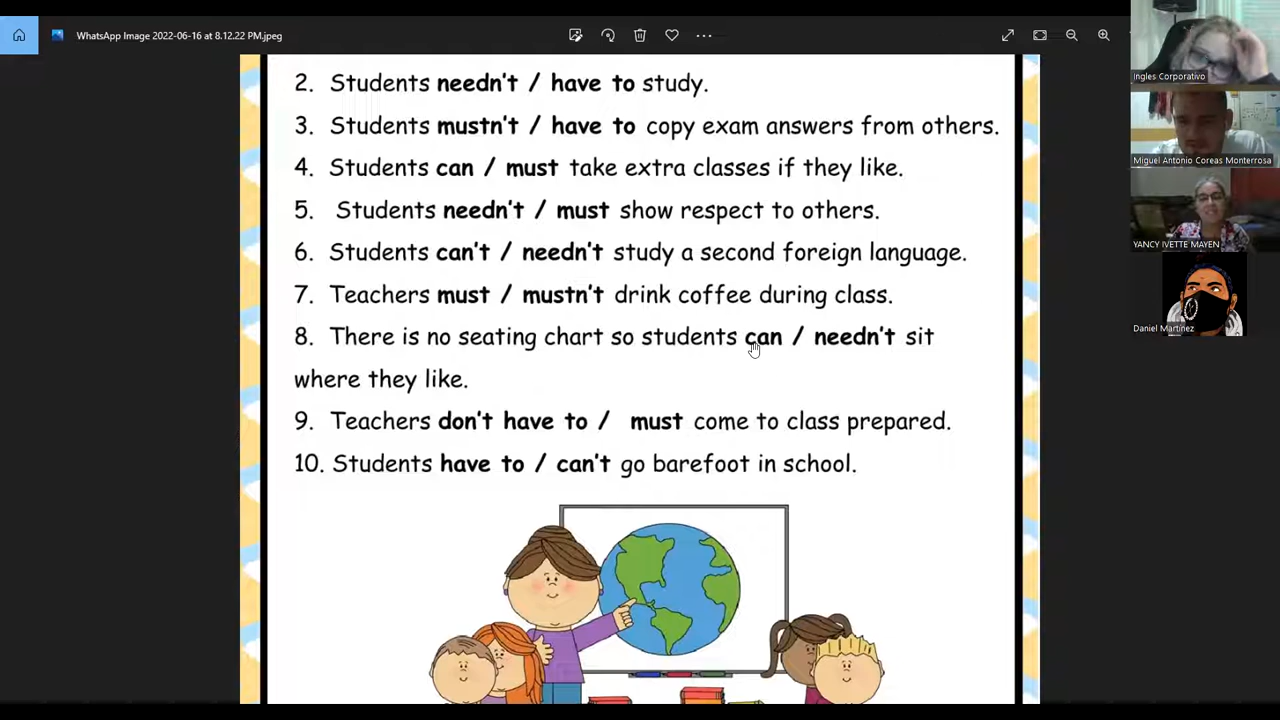 WhatsApp Image 2022-06-16 at 8.12.22 PM.jpeg
2. Students needn't / have to study.
3. Students mustn't / have to copy exam answers from others.
4. Students can / must take extra classes if they like.
5. Students needn't / must show respect to others.
6. Students can't / needn't study a second foreign language.
7. Teachers must / mustn't drink coffee during class.
8. There is no seating chart so students can / needn't sit
where they like.
9. Teachers don't have to / must come to class prepared.
10. Students have to / can't go barefoot in school.
Ingles Corporativo
Miguel Antonio Coreas Monterrosa
YANCY IVETTE MAYEN
Daniel Martinez